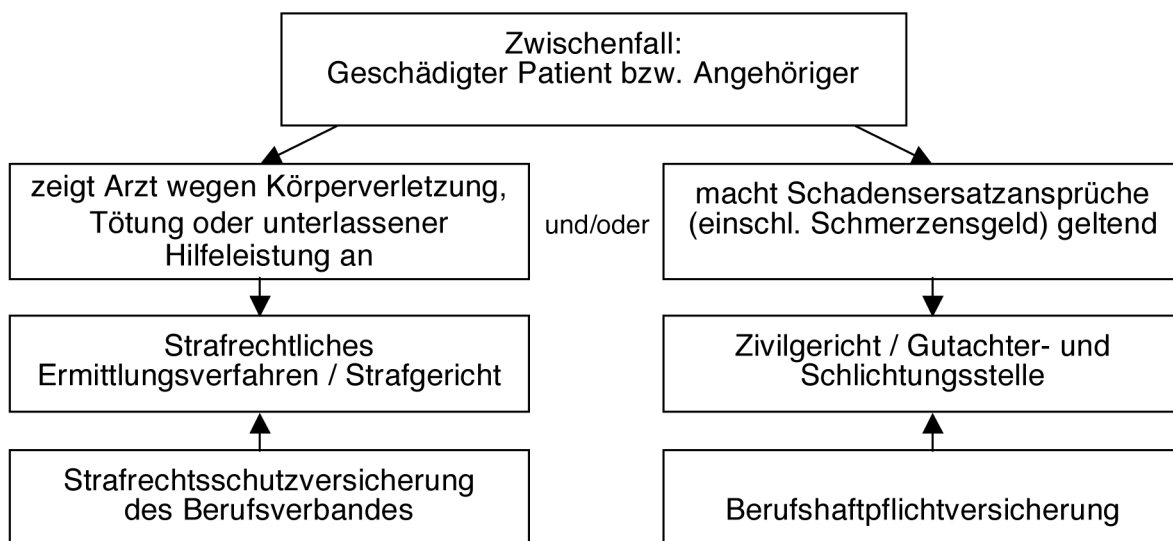 Zwischenfall:
Geschädigter Patient bzw. Angehöriger
zeigt Arzt wegen Körperverletzung,
Tötung oder unterlassener
Hilfeleistung an
und/oder
macht Schadensersatzansprüche
(einschl. Schmerzensgeld) geltend
Strafrechtliches
Ermittlungsverfahren / Strafgericht
Zivilgericht / Gutachter- und
Schlichtungsstelle
Strafrechtsschutzversicherung
des Berufsverbandes
Berufshaftpflichtversicherung